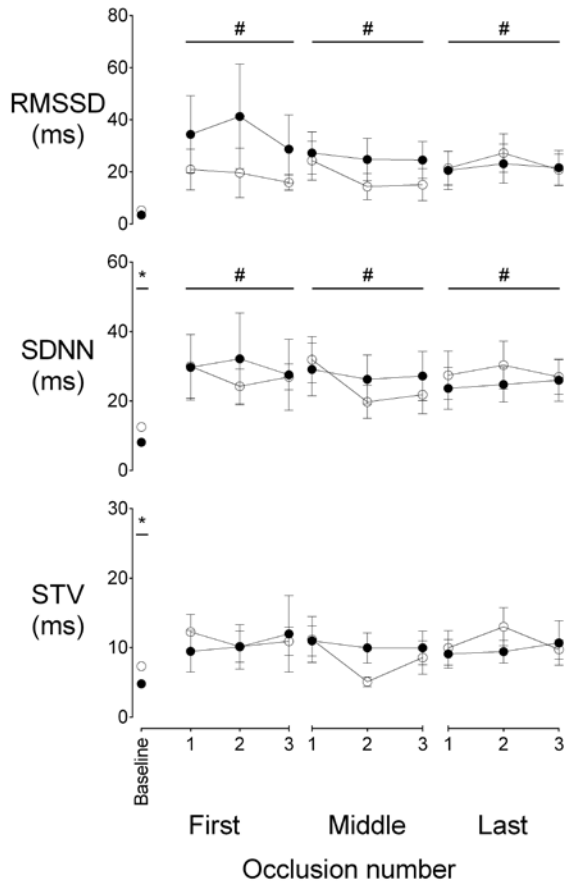 80
# # #
60
RMSSD
(ms)
40
20
0
60
* # # #
SDNN
(ms)
40
20
0
30
*
20
STV
(ms)
10
0
Baseline 1 2 3 1 2 3 1 2 3
First Middle Last
Occlusion number